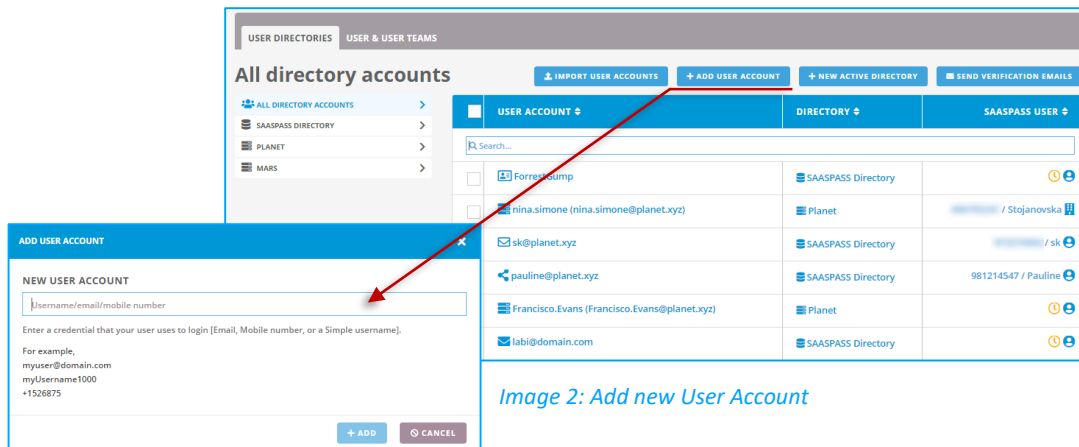 USER DIRECTORIES USER & USER TEAMS
All directory accounts
IMPORT USER ACCOUNTS + ADD USER ACCOUNT + NEW ACTIVE DIRECTORY SEND VERIFICATION EMAILS
ALL DIRECTORY ACCOUNTS
SAASPASS DIRECTORY
PLANET
MARS
USER ACCOUNT DIRECTORY SAASPASS USER
Search...
ForrestGump SAASPASS Directory
nina.simone (nina.simone@planet.xyz) Planet / Stojanovska
sk@planet.xyz SAASPASS Directory / sk
pauline@planet.xyz SAASPASS Directory 981214547 / Pauline
Francisco.Evans (Francisco.Evans@planet.xyz) Planet
labi@domain.com SAASPASS Directory
ADD USER ACCOUNT x
NEW USER ACCOUNT
Username/email/mobile number
Enter a credential that your user uses to login [Email, Mobile number, or a Simple username].
For example,
myuser@domain.com
myUsername1000
+1526875
+ ADD CANCEL
Image 2: Add new User Account